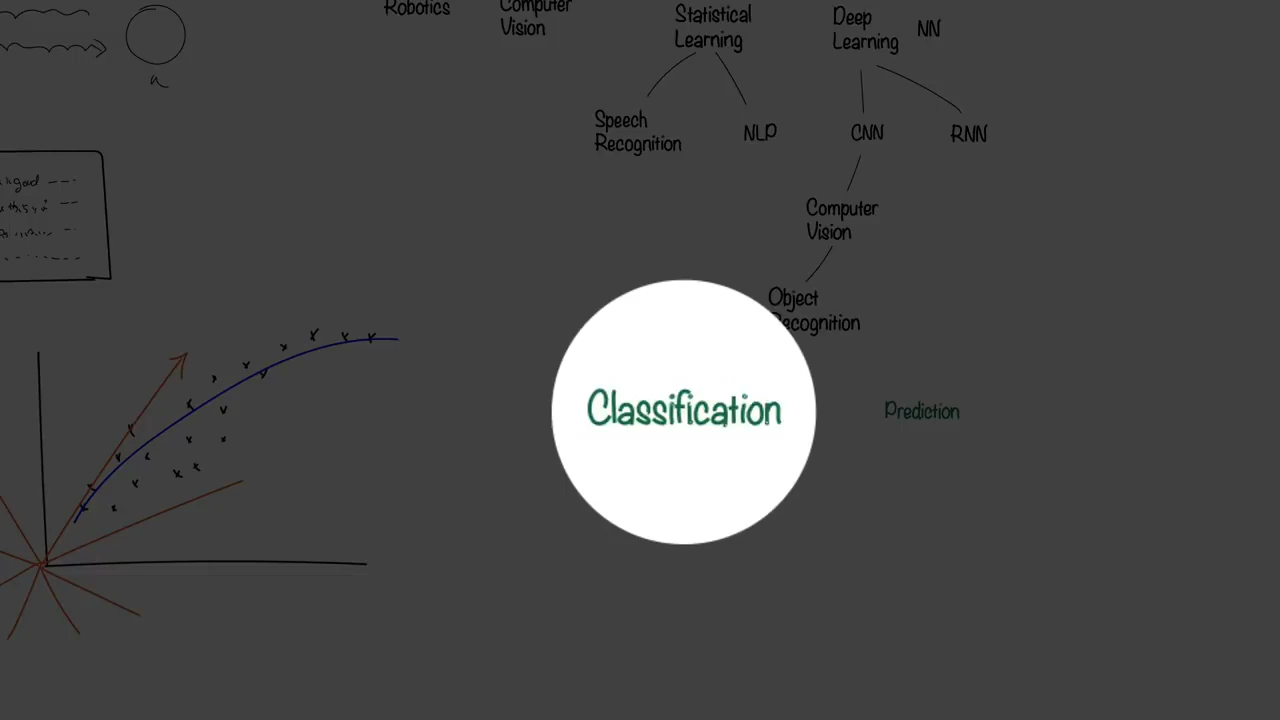 Robotics
Computer
Vision
Statistical
Learning
Deep
Learning
NN
a
Speech
Recognition
NLP
CNN
RNN
Computer
Vision
Object
Recognition
Classification
Prediction